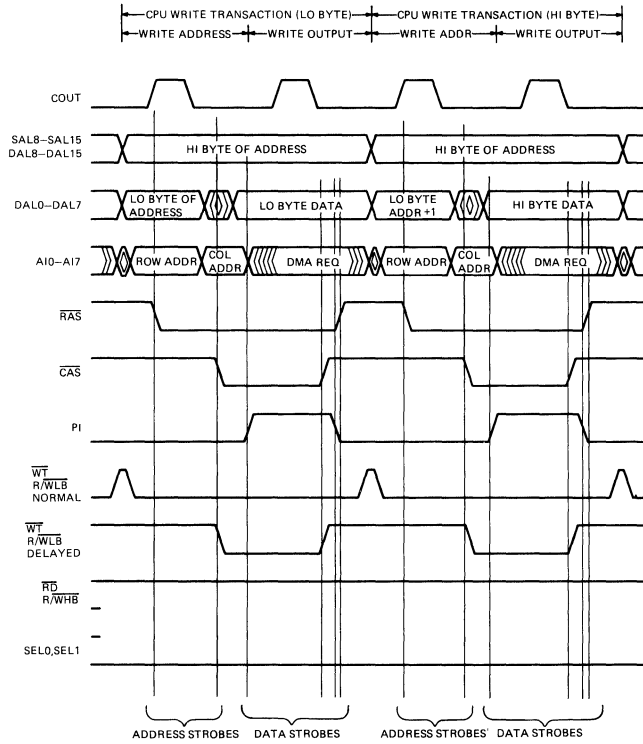 CPU WRITE TRANSACTION (LO BYTE) CPU WRITE TRANSACTION (HI BYTE)
WRITE ADDRESS WRITE OUTPUT WRITE ADDR WRITE OUTPUT
COUT
SAL8–SAL15
DAL8–DAL15
HI BYTE OF ADDRESS HI BYTE OF ADDRESS
DAL0–DAL7
LO BYTE OF
ADDRESS
LO BYTE DATA
LO BYTE
ADDR +1
HI BYTE DATA
AI0–AI7
ROW ADDR
COL
ADDR
DMA REQ
ROW ADDR
COL
ADDR
DMA REQ
RAS
CAS
PI
WT
R/WLB
NORMAL
WT
R/WLB
DELAYED
RD
R/WHB
SEL0,SEL1
ADDRESS STROBES DATA STROBES ADDRESS STROBES' DATA STROBES